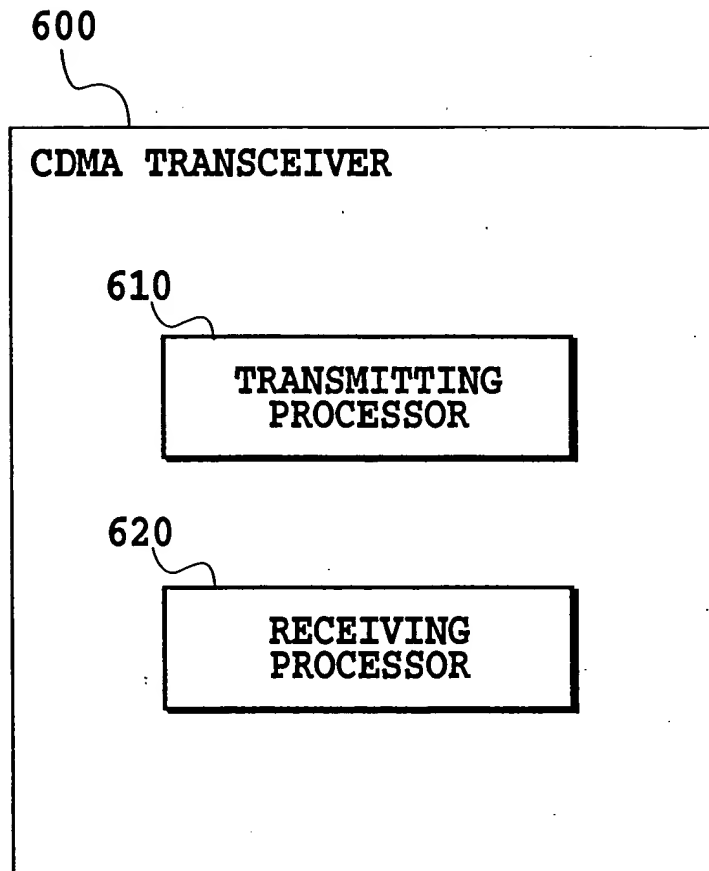 600
CDMA TRANSCEIVER
610
TRANSMITTING
PROCESSOR
620
RECEIVING
PROCESSOR